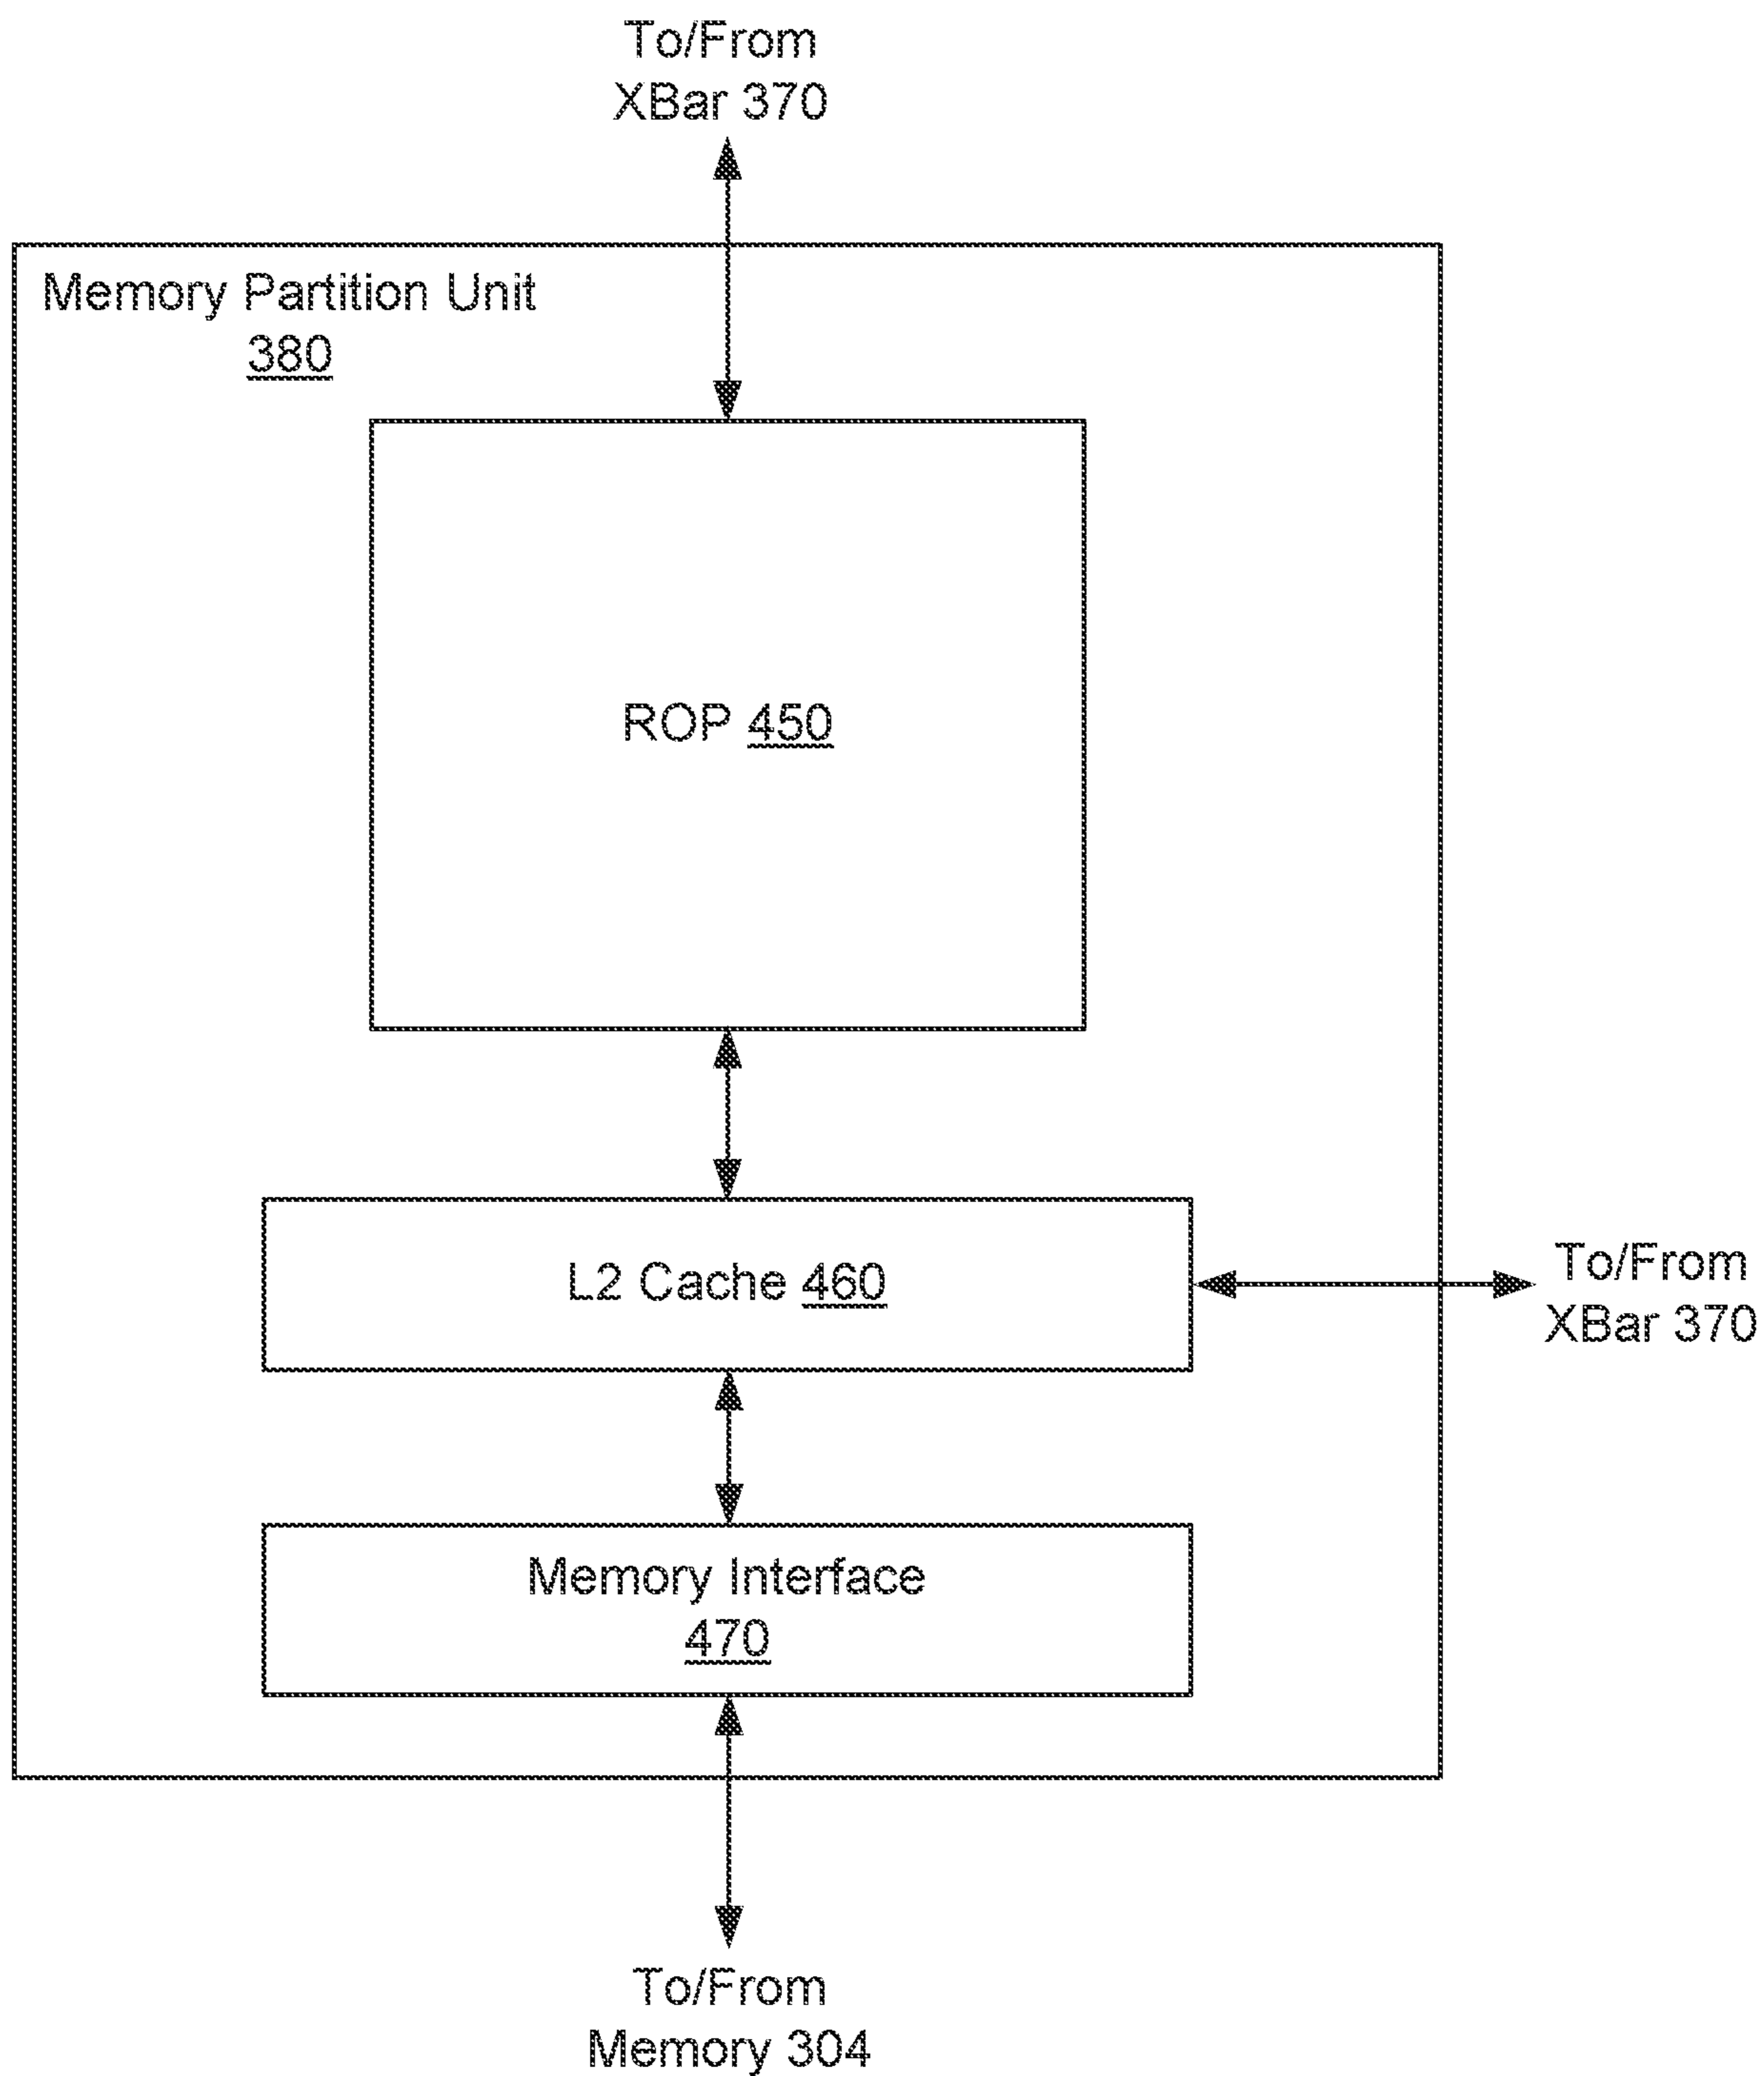 To/From
XBar 370
Memory Partition Unit
380
ROP 450
L2 Cache 460
To/From
XBar 370
Memory Interface
470
To/From
Memory 304